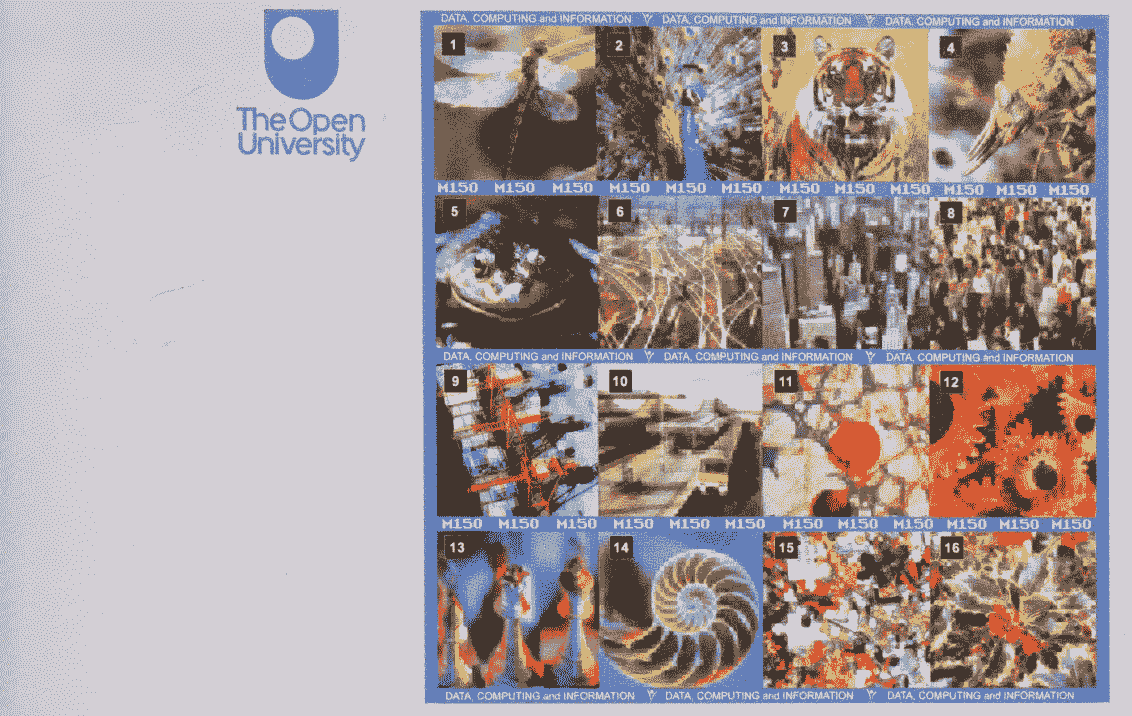 The Open
University
DATA, COMPUTING and INFORMATION DATA, COMPUTING and INFORMATION DATA, COMPUTING and INFORMATION
1 2 3 4
M150 M150 M150 M150 M150 M150 M150 M150 M150 M150 M150 M150
5 6 7 8
DATA, COMPUTING and INFORMATION DATA, COMPUTING and INFORMATION DATA, COMPUTING and INFORMATION
9 10 11 12
M150 M150 M150 M150 M150 M150 M150 M150 M150 M150 M150 M150
13 14 15 16
DATA, COMPUTING and INFORMATION DATA, COMPUTING and INFORMATION DATA, COMPUTING and INFORMATION